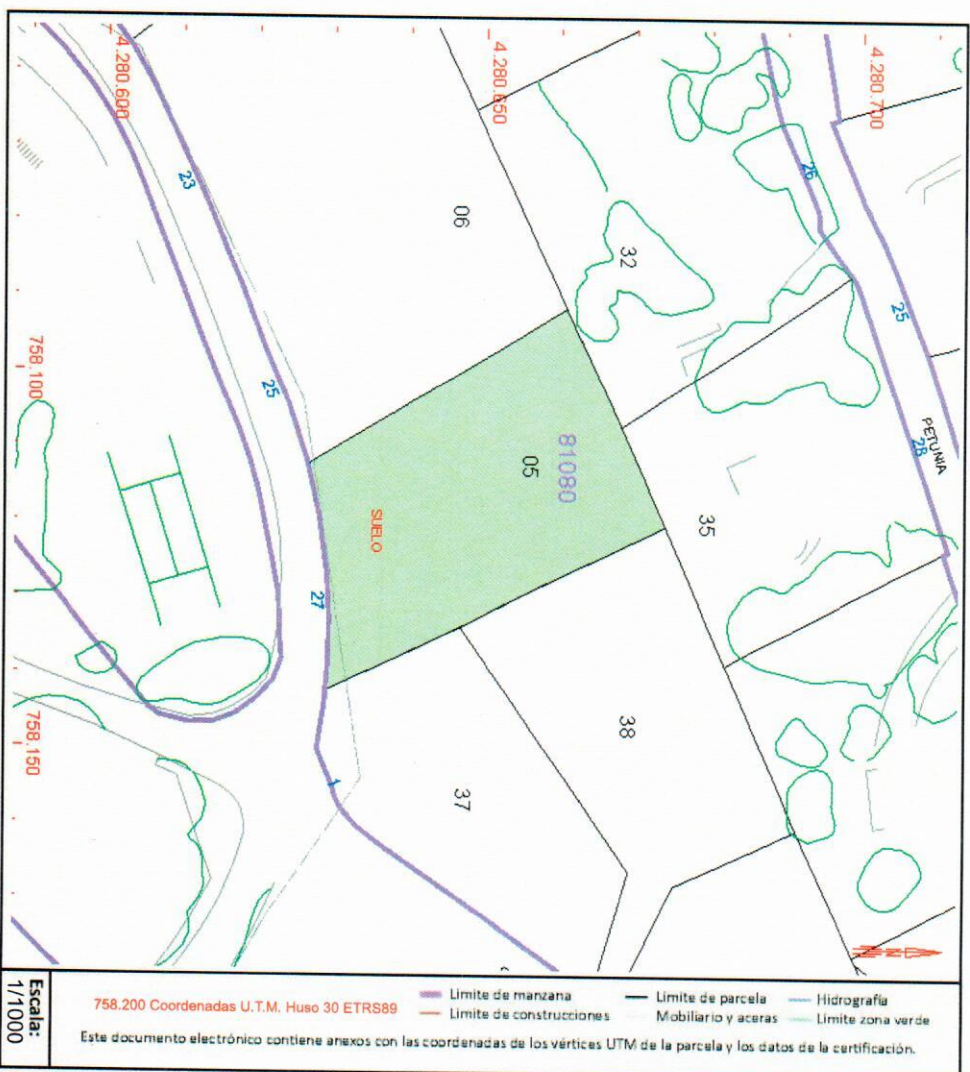 4.280.600
4.280.650
4.280.700
23
06
32
26
25
758.100
25
PETUNIA
28
81080
05
35
SUELO
27
38
758.150
37
1
N
Escala:
1/1000
758.200 Coordenadas U.T.M. Huso 30 ETRS89
Limite de manzana
Limite de parcela
Hidrografía
Limite de construcciones
Mobiliario y aceras
Limite zona verde
Este documento electrónico contiene anexos con las coordenadas de los vértices UTM de la parcela y los datos de la certificación.